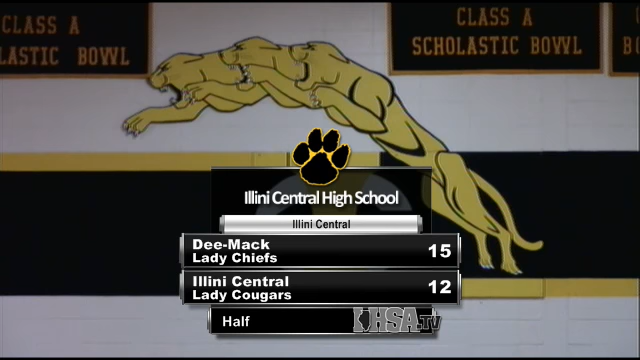 CLASS A
SCHOLASTIC BOWL
CLASS A
SCHOLASTIC BOWL
Illini Central High School
Illini Central
Dee-Mack
Lady Chiefs
15
Illini Central
Lady Cougars
12
Half
IHSA.TV